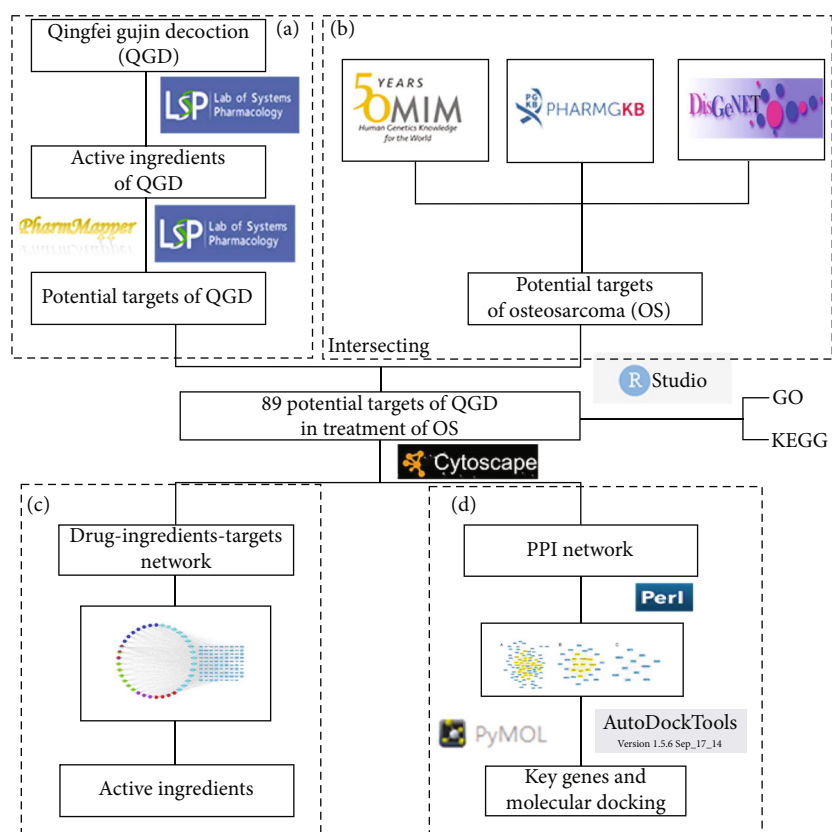 (a)
Qingfei gujin decoction
(QGD)
LSP Lab of Systems
Pharmacology
Active ingredients
of QGD
PharmMapper
LSP Lab of Systems
Pharmacology
Potential targets of QGD
(b)
50 YEARS
OMIM
Human Genetics Knowledge
for the World
PGKB
PHARMGKB
DisGeNET
Potential targets
of osteosarcoma (OS)
Intersecting
R Studio
89 potential targets of QGD
in treatment of OS
GO
KEGG
Cytoscape
(c)
Drug-ingredients-targets
network
Active ingredients
(d)
PPI network
Perl
A B C
PyMOL
AutoDockTools
Version 1.5.6 Sep_17_14
Key genes and
molecular docking